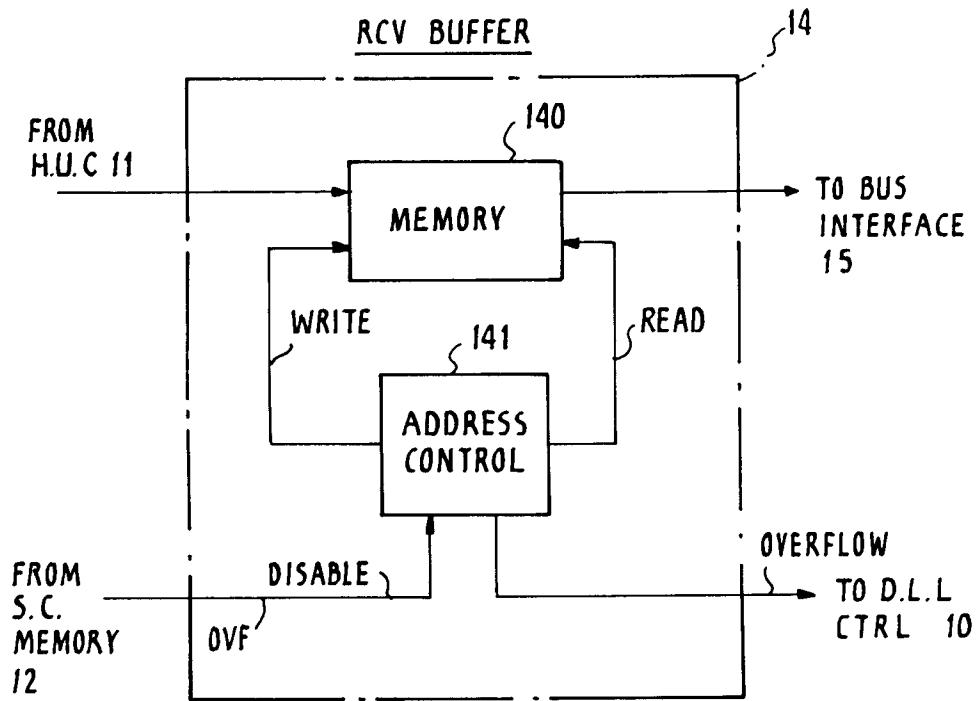 RCV BUFFER
14
FROM
H.U.C 11
140
MEMORY
TO BUS
INTERFACE
15
WRITE
READ
141
ADDRESS
CONTROL
OVERFLOW
FROM
S.C.
MEMORY
12
DISABLE
OVF
TO D.L.L
CTRL 10